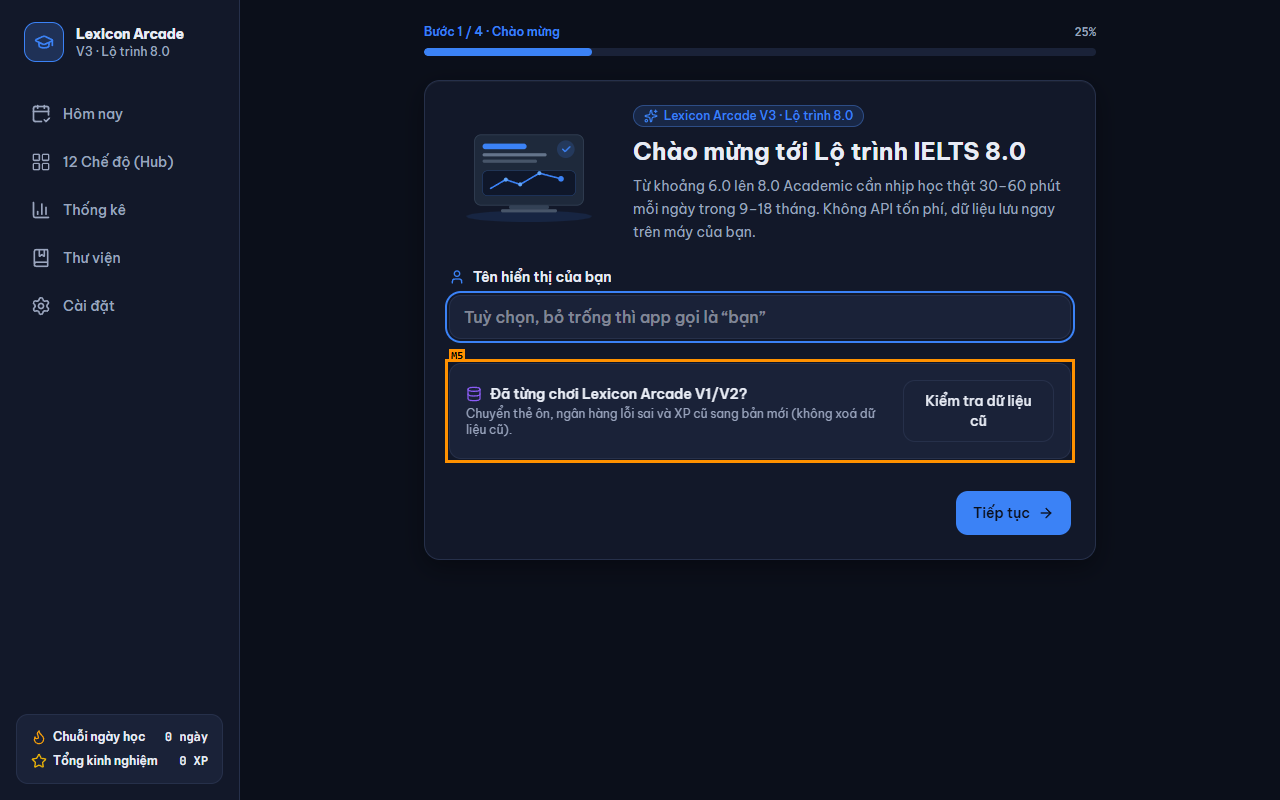 Lexicon Arcade
V3 · Lộ trình 8.0
Hôm nay
12 Chế độ (Hub)
Thống kê
Thư viện
Cài đặt
Chuỗi ngày học 0 ngày
Tổng kinh nghiệm 0 XP
Bước 1 / 4 · Chào mừng 25%
Lexicon Arcade V3 · Lộ trình 8.0
Chào mừng tới Lộ trình IELTS 8.0
Từ khoảng 6.0 lên 8.0 Academic cần nhịp học thật 30–60 phút
mỗi ngày trong 9–18 tháng. Không API tốn phí, dữ liệu lưu ngay
trên máy của bạn.
Tên hiển thị của bạn
Tuỳ chọn, bỏ trống thì app gọi là “bạn”
M5
Đã từng chơi Lexicon Arcade V1/V2?
Chuyển thẻ ôn, ngân hàng lỗi sai và XP cũ sang bản mới (không xoá dữ
liệu cũ).
Kiểm tra dữ liệu
cũ
Tiếp tục